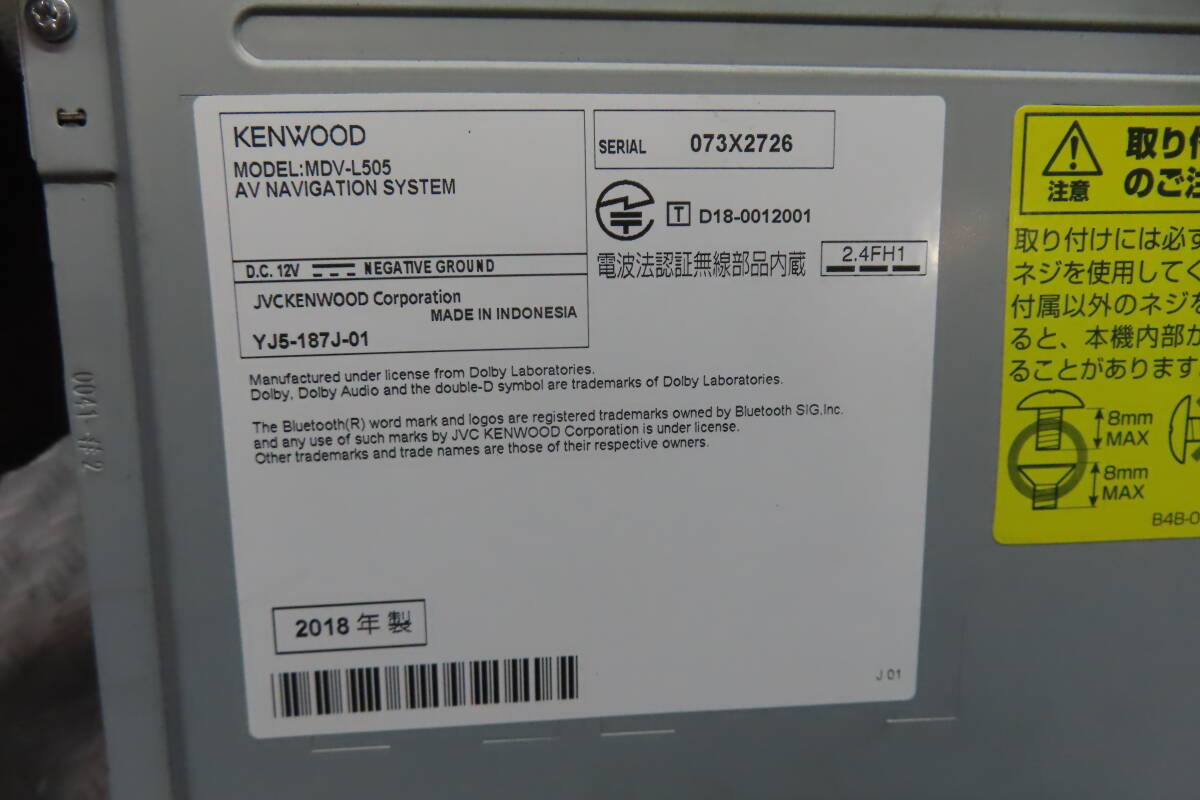 KENWOOD
MODEL:MDV-L505
AV NAVIGATION SYSTEM
D.C. 12V NEGATIVE GROUND
JVCKENWOOD Corporation
MADE IN INDONESIA
YJ5-187J-01
SERIAL 073X2726
T D18-0012001
電波法認証無線部品内蔵 2.4FH1
Manufactured under license from Dolby Laboratories.
Dolby, Dolby Audio and the double-D symbol are trademarks of Dolby Laboratories.
The Bluetooth(R) word mark and logos are registered trademarks owned by Bluetooth SIG,Inc.
and any use of such marks by JVC KENWOOD Corporation is under license.
Other trademarks and trade names are those of their respective owners.
2018 年 製
J 01
注意
取り付
のご注
取り付けには必ず
ネジを使用してく
付属以外のネジを
ると、本機内部が
ることがあります。
8mm
MAX
8mm
MAX
B4B-0
0041-#2